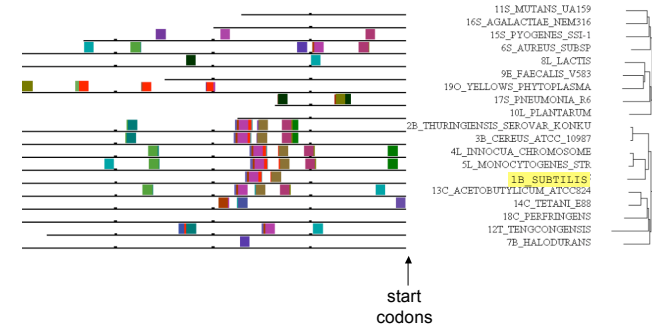 11S_MUTANS_UA159
16S_AGALACTIAE_NEM316
15S_PYOGENES_SSI-1
6S_AUREUS_SUBSP
8L_LACTIS
9E_FAECALIS_V583
19O_YELLOWS_PHYTOPLASMA
17S_PNEUMONIA_R6
10L_PLANTARUM
2B_THURINGIENSIS_SEROVAR_KONKU
3B_CEREUS_ATCC_10987
4L_INNOCUA_CHROMOSOME
5L_MONOCYTOGENES_STR
1B_SUBTILIS
13C_ACETOBUTYLICUM_ATCC824
14C_TETANI_E88
18C_PERFRINGENS
12T_TENGCONGENSIS
7B_HALODURANS
start
codons